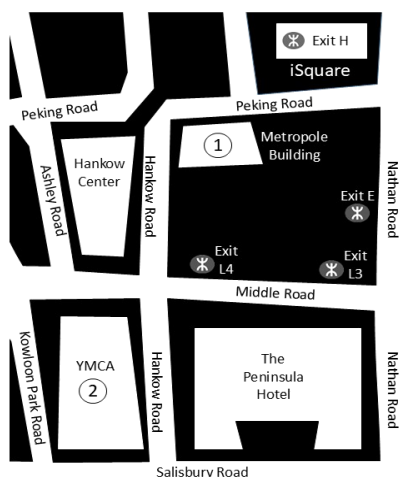 Exit H
iSquare
Peking Road
Peking Road
1
Metropole
Building
Hankow
Center
Ashley Road
Hankow Road
Nathan Road
Exit E
Exit
L4
Exit
L3
Middle Road
Kowloon Park Road
YMCA
2
Hankow Road
The
Peninsula
Hotel
Nathan Road
Salisbury Road